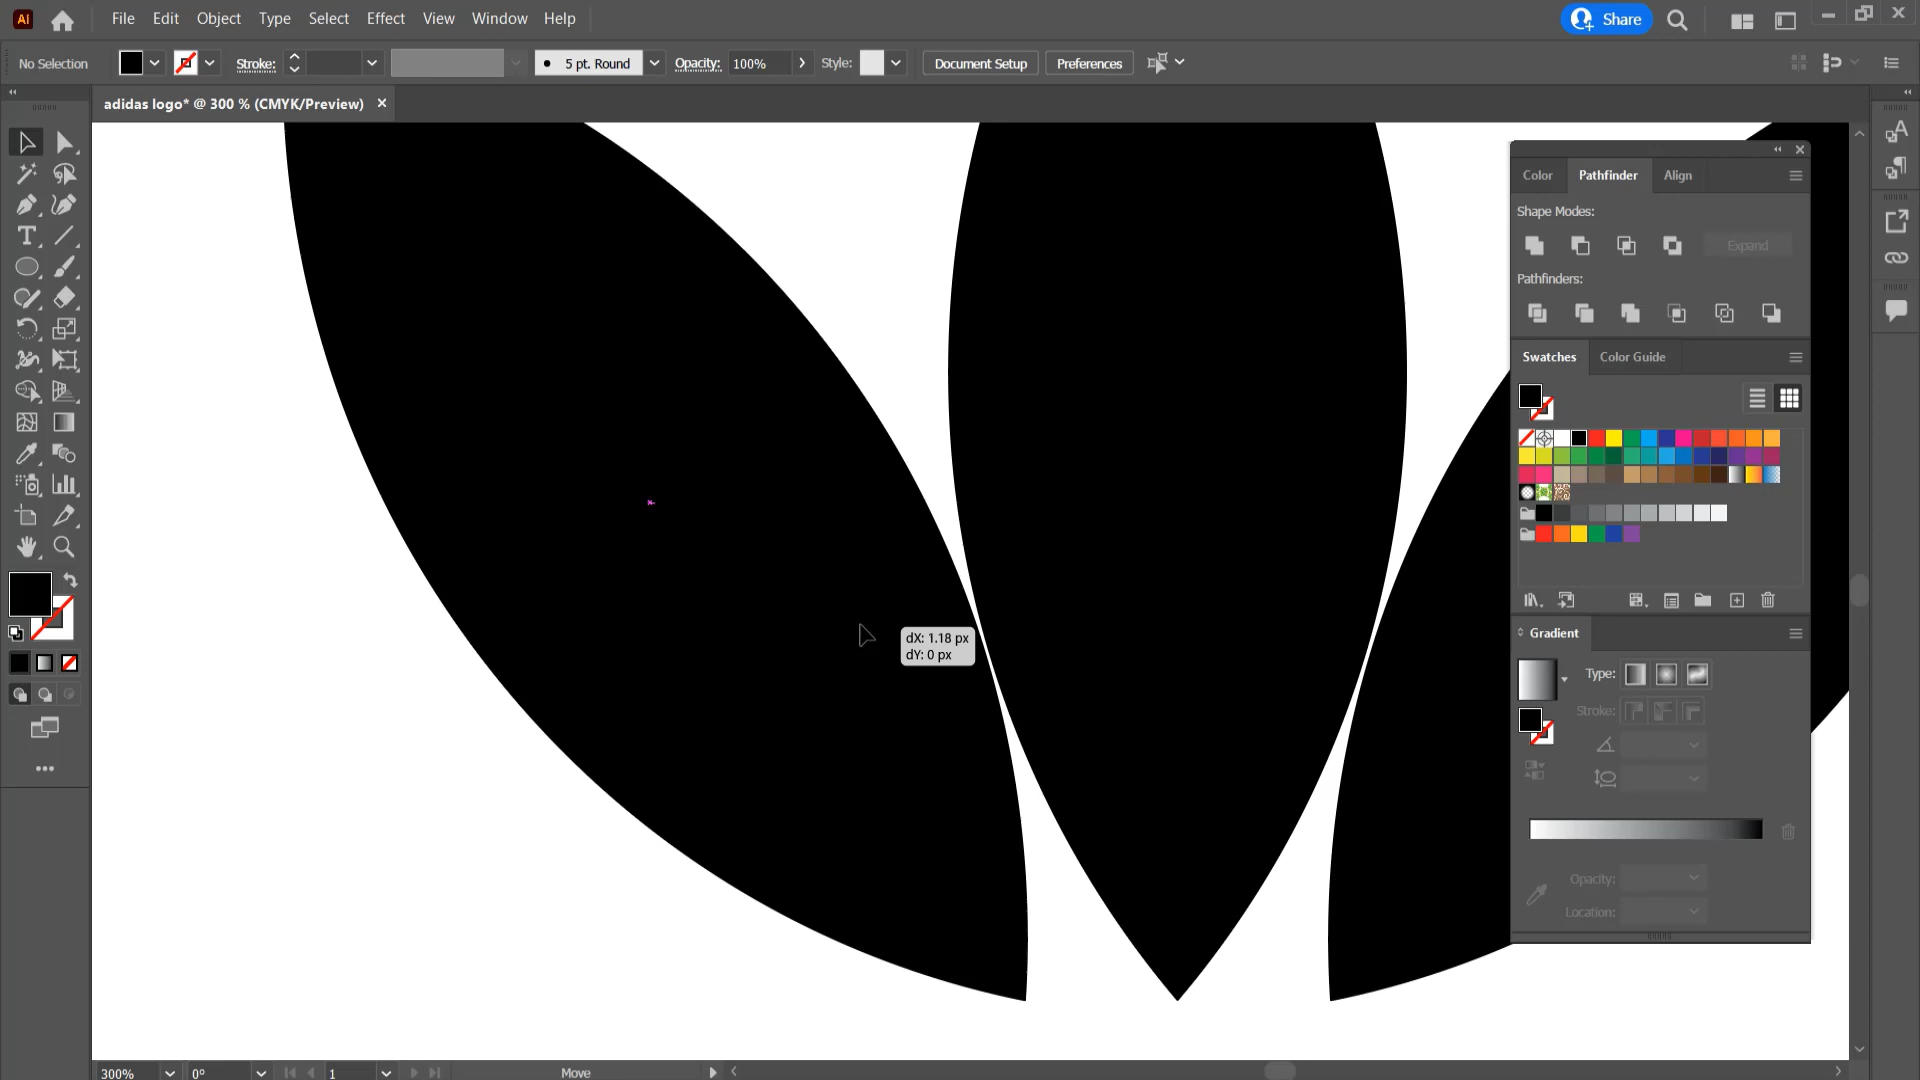 Ai File Edit Object Type Select Effect View Window Help Share
No Selection Stroke: 5 pt. Round Opacity: 100% Style: Document Setup Preferences
adidas logo* @ 300 % (CMYK/Preview)
Color Pathfinder Align
Shape Modes:
Expand
Pathfinders:
Swatches Color Guide
dX: 1.18 px
dY: 0 px
Gradient
Type:
Stroke:
Opacity:
Location:
300% 0° 1 Move